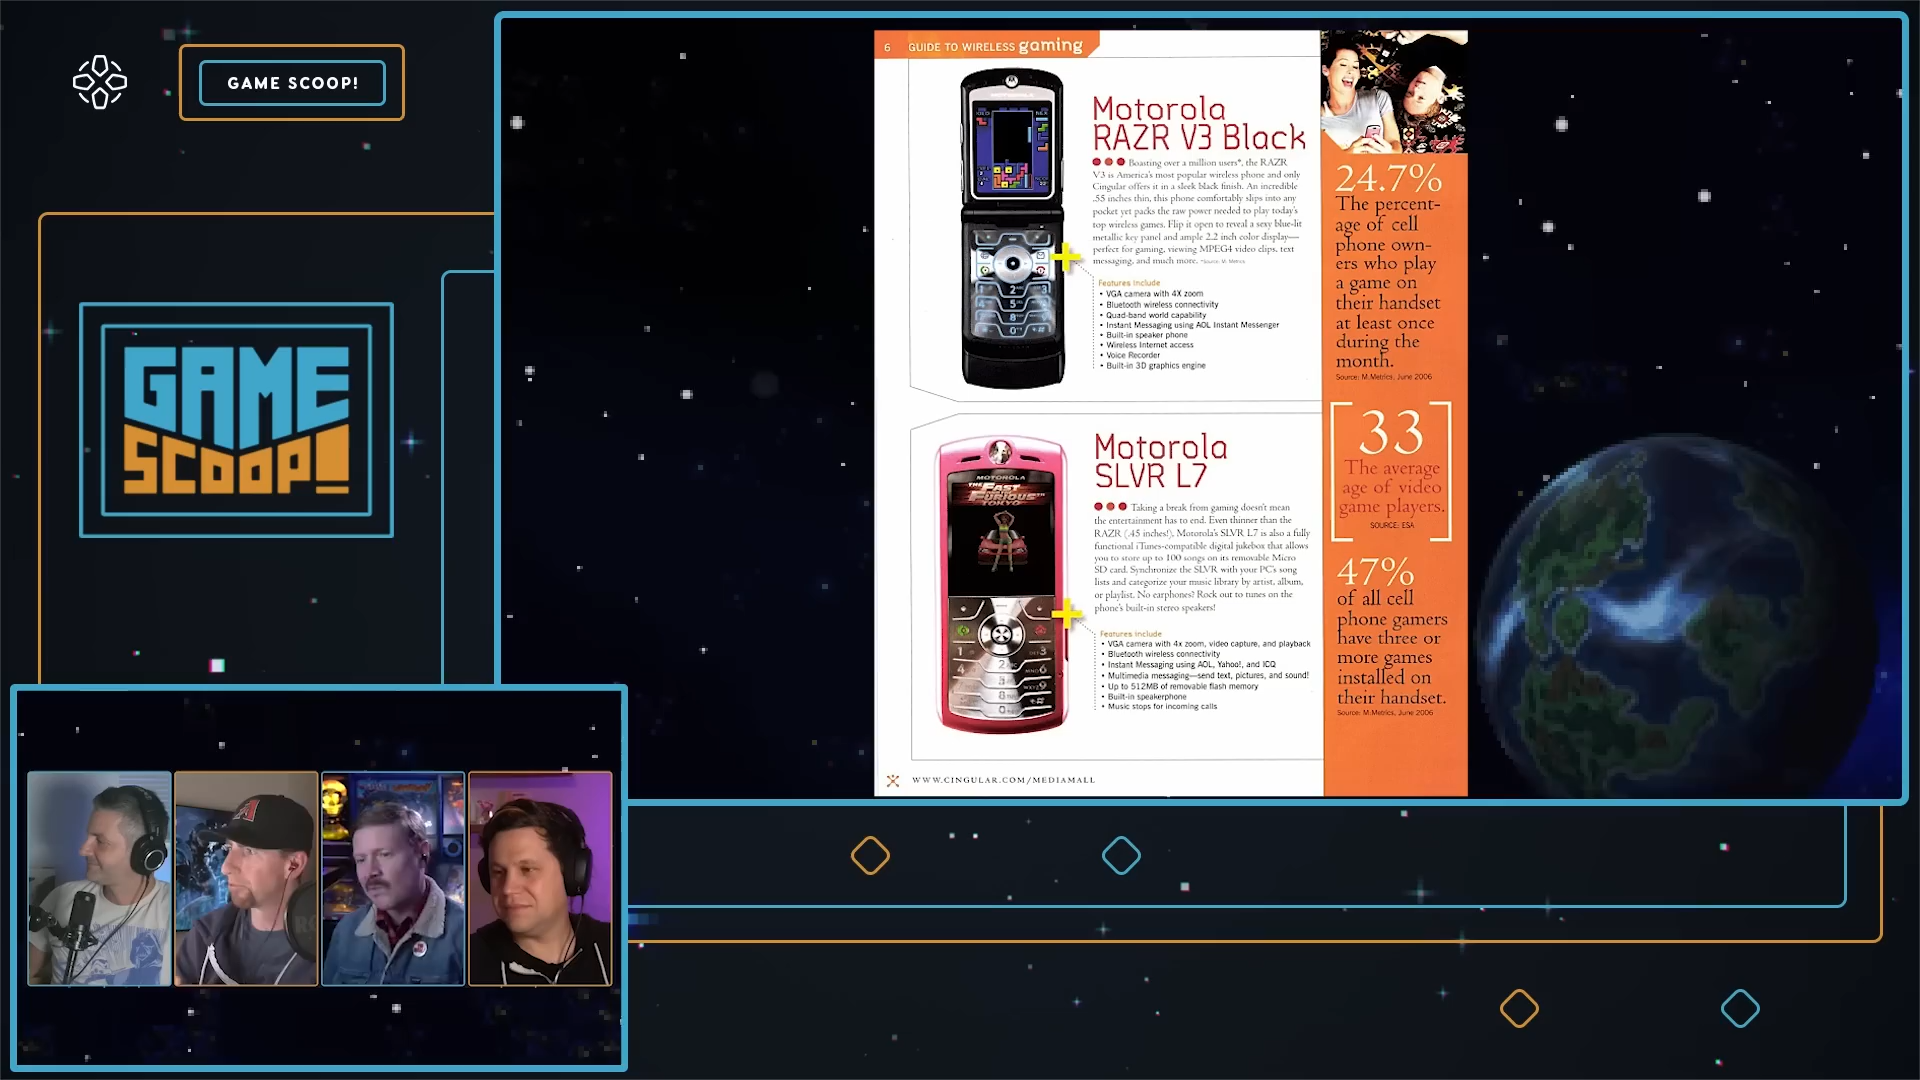 GAME SCOOP!
GAME
SCOOP!
6 GUIDE TO WIRELESS gaming
Motorola
RAZR V3 Black
Boasting over a million users*, the RAZR
V3 is America's most popular wireless phone and only
Cingular offers it in a sleek black finish. An incredible
.55 inches thin, this phone comfortably slips into any
pocket yet packs the raw power needed to play today's
top wireless games. Flip it open to reveal a sexy blue-lit
metallic key panel and ample 2.2 inch color display—
perfect for gaming, viewing MPEG4 video clips, text
messaging, and much more. *Source: M: Metrics
Features include
• VGA camera with 4X zoom
• Bluetooth wireless connectivity
• Quad-band world capability
• Instant Messaging using AOL Instant Messenger
• Built-in speaker phone
• Wireless Internet access
• Voice Recorder
• Built-in 3D graphics engine
MOTOROLA
THE FAST
FURIOUS
TOKYO
Motorola
SLVR L7
Taking a break from gaming doesn't mean
the entertainment has to end. Even thinner than the
RAZR (.45 inches!), Motorola's SLVR L7 is also a fully
functional iTunes-compatible digital jukebox that allows
you to store up to 100 songs on its removable Micro
SD card. Synchronize the SLVR with your PC's song
lists and categorize your music library by artist, album,
or playlist. No earphones? Rock out to tunes on the
phone's built-in stereo speakers!
Features include
• VGA camera with 4x zoom, video capture, and playback
• Bluetooth wireless connectivity
• Instant Messaging using AOL, Yahoo!, and ICQ
• Multimedia messaging—send text, pictures, and sound!
• Up to 512MB of removable flash memory
• Built-in speakerphone
• Music stops for incoming calls
WWW.CINGULAR.COM/MEDIAMALL
24.7%
The percent-
age of cell
phone own-
ers who play
a game on
their handset
at least once
during the
month.
Source: M:Metrics, June 2006
33
The average
age of video
game players.
SOURCE: ESA
47%
of all cell
phone gamers
have three or
more games
installed on
their handset.
Source: M:Metrics, June 2006